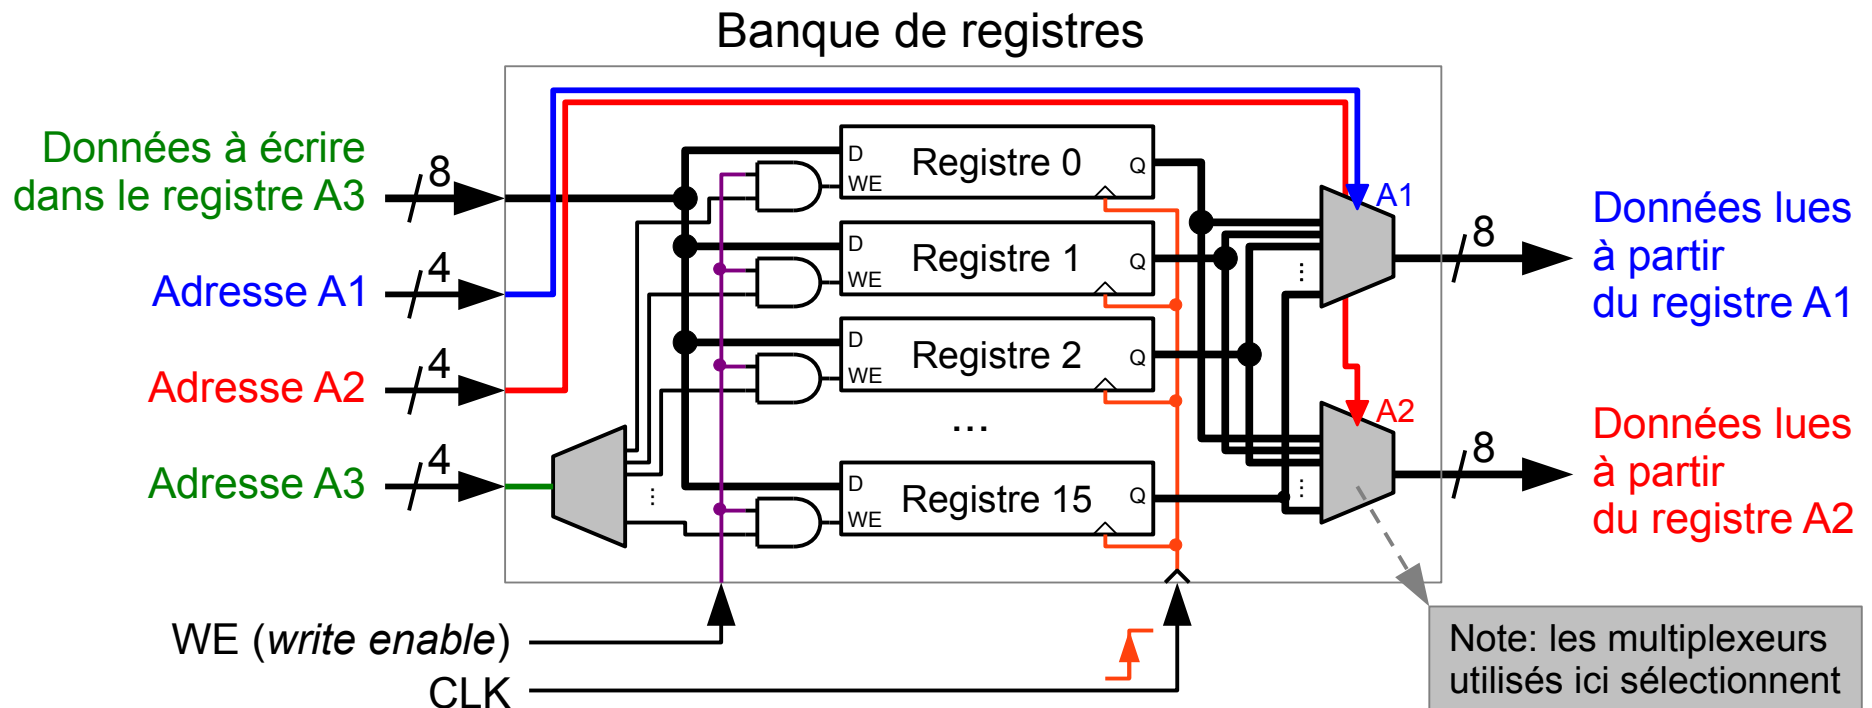 Banque de registres
Données à écrire
dans le registre A3
8
Adresse A1
4
Adresse A2
4
Adresse A3
4
WE (write enable)
CLK
D
WE
Registre 0
Q
D
WE
Registre 1
Q
D
WE
Registre 2
Q
...
D
WE
Registre 15
Q
...
A1
...
8
Données lues
à partir
du registre A1
A2
...
8
Données lues
à partir
du registre A2
Note: les multiplexeurs
utilisés ici sélectionnent